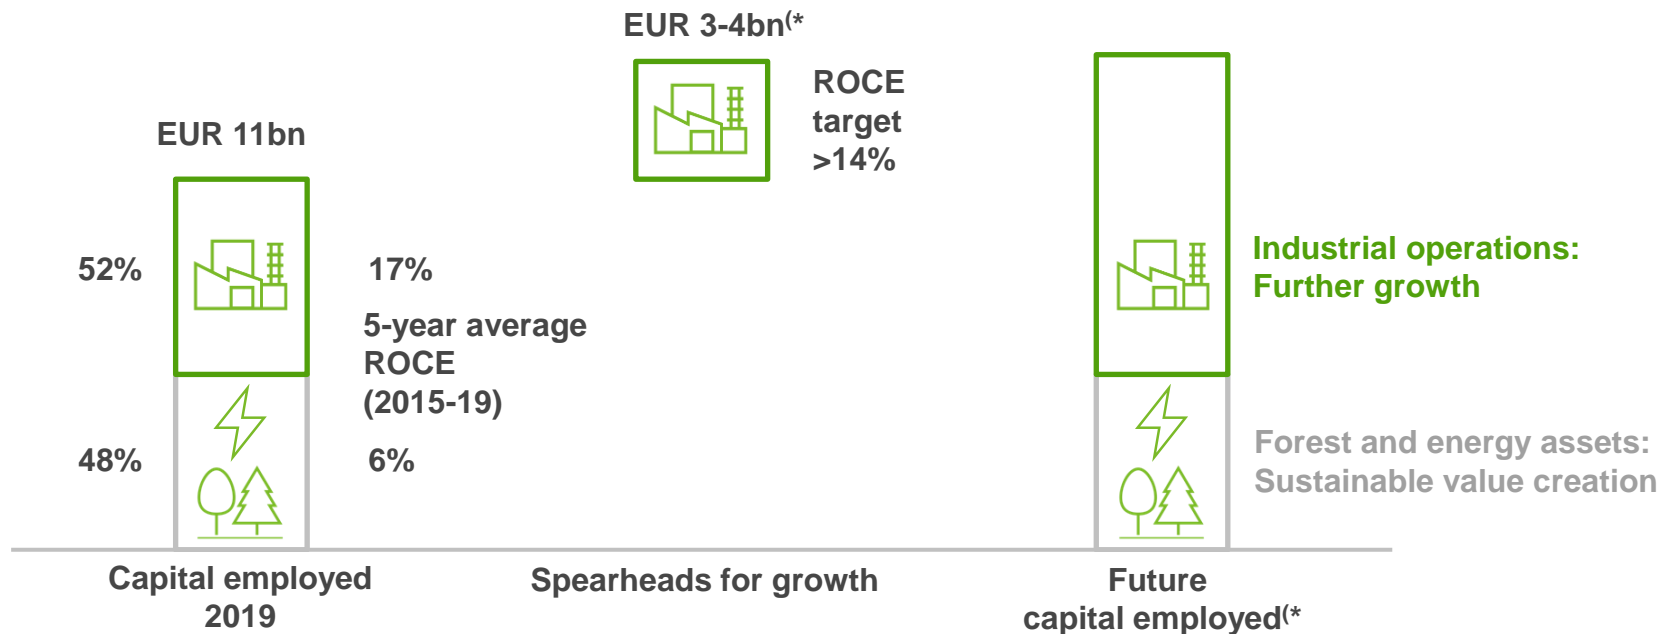 EUR 3-4bn(*
ROCE
target
>14%
EUR 11bn
52%
17%
5-year average
ROCE
(2015-19)
48%
6%
Industrial operations:
Further growth
Forest and energy assets:
Sustainable value creation
Capital employed
2019
Spearheads for growth
Future
capital employed(*